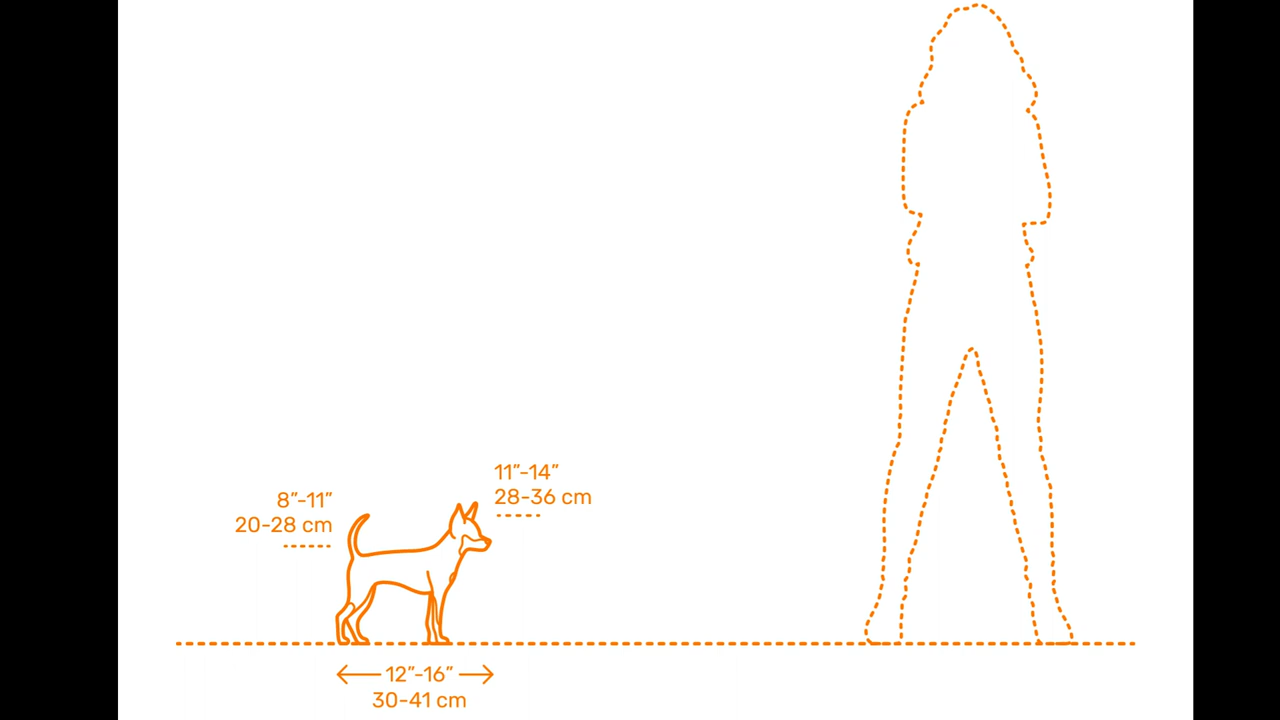 11”-14”
28-36 cm
8”-11”
20-28 cm
12”-16”
30-41 cm